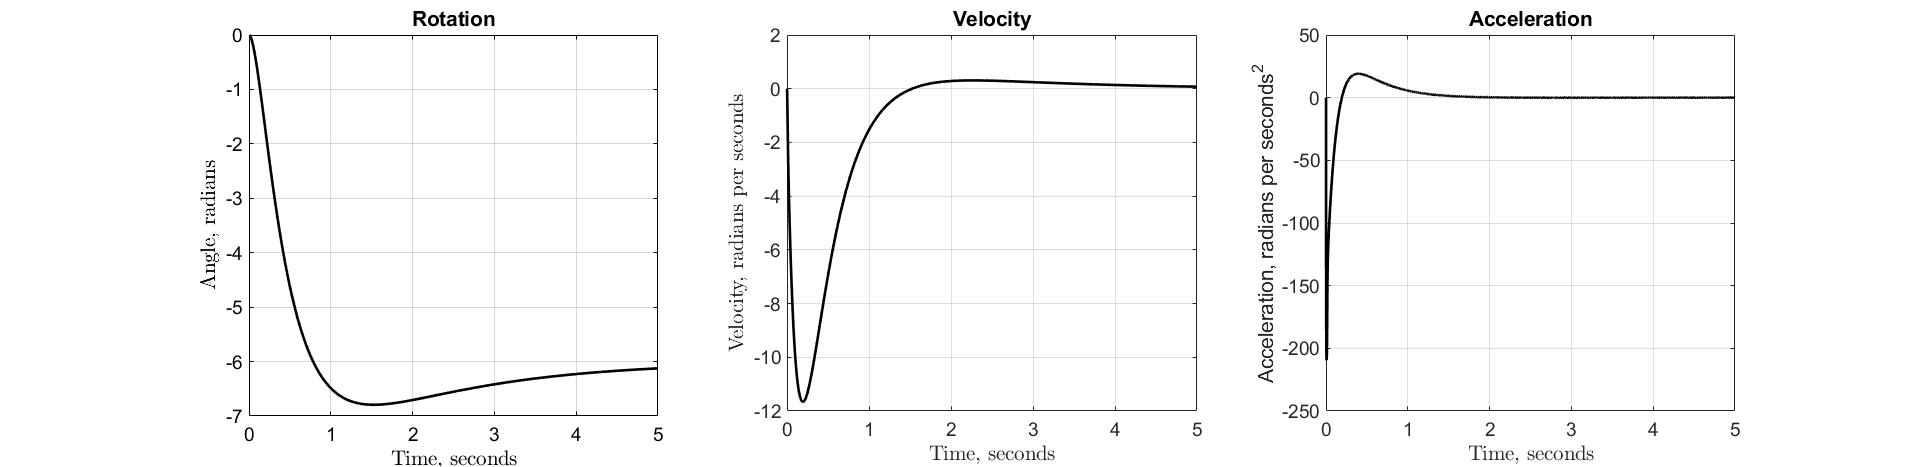 Rotation
0
-1
-2
-3
-4
-5
-6
-7
Angle, radians
0 1 2 3 4 5
Time, seconds
Velocity
2
0
-2
-4
-6
-8
-10
-12
Velocity, radians per seconds
0 1 2 3 4 5
Time, seconds
Acceleration
50
0
-50
-100
-150
-200
-250
Acceleration, radians per seconds²
0 1 2 3 4 5
Time, seconds